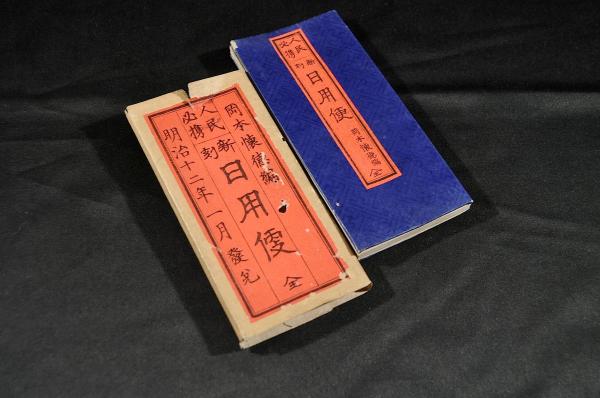 岡本懐徳編
人民必携
新刻日用便全
明治十二年一月發兌
人民必携
新刻日用便
岡本懐徳編全